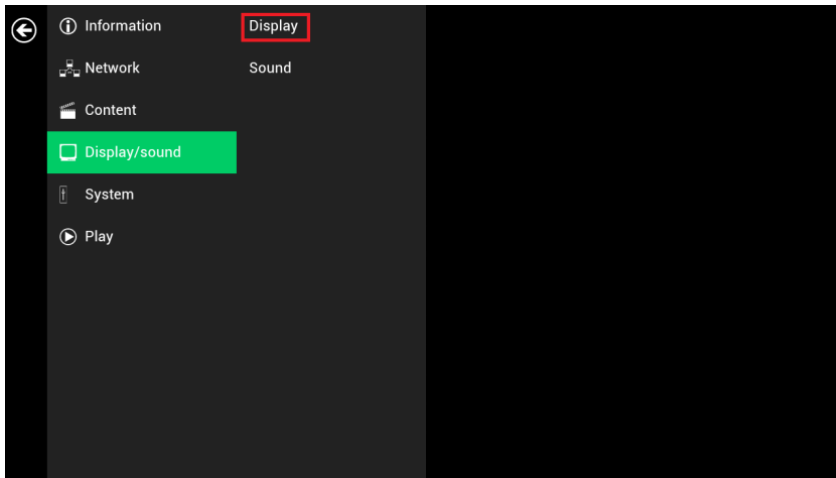 Information
Network
Content
Display/sound
System
Play
Display
Sound